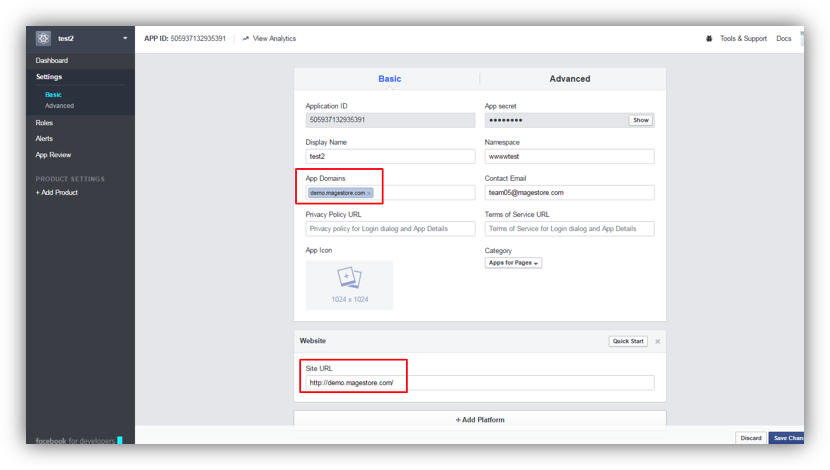 test2
APP ID: 505937132935391
View Analytics
Tools & Support
Docs
Dashboard
Settings
Basic
Advanced
Roles
Alerts
App Review
PRODUCT SETTINGS
+ Add Product
facebook for developers
Basic
Advanced
Application ID
App secret
505937132935391
●●●●●●●●
Show
Display Name
Namespace
test2
wwwwtest
App Domains
Contact Email
demo.magestore.com ×
team05@magestore.com
Privacy Policy URL
Terms of Service URL
Privacy policy for Login dialog and App Details
Terms of Service for Login dialog and App Details
App Icon
Category
Apps for Pages
1024 x 1024
Website
Quick Start
×
Site URL
http://demo.magestore.com/
+ Add Platform
Discard
Save Chan